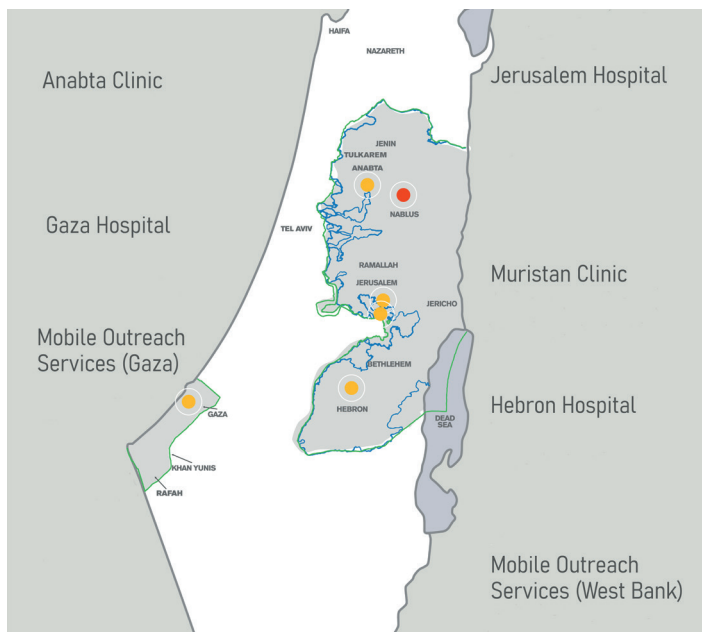 HAIFA
NAZARETH
Anabta Clinic
Jerusalem Hospital
JENIN
TULKAREM
ANABTA
NABLUS
Gaza Hospital
TEL AVIV
RAMALLAH
Muristan Clinic
JERUSALEM
JERICHO
Mobile Outreach
Services (Gaza)
BETHLEHEM
HEBRON
Hebron Hospital
GAZA
DEAD
SEA
KHAN YUNIS
RAFAH
Mobile Outreach
Services (West Bank)